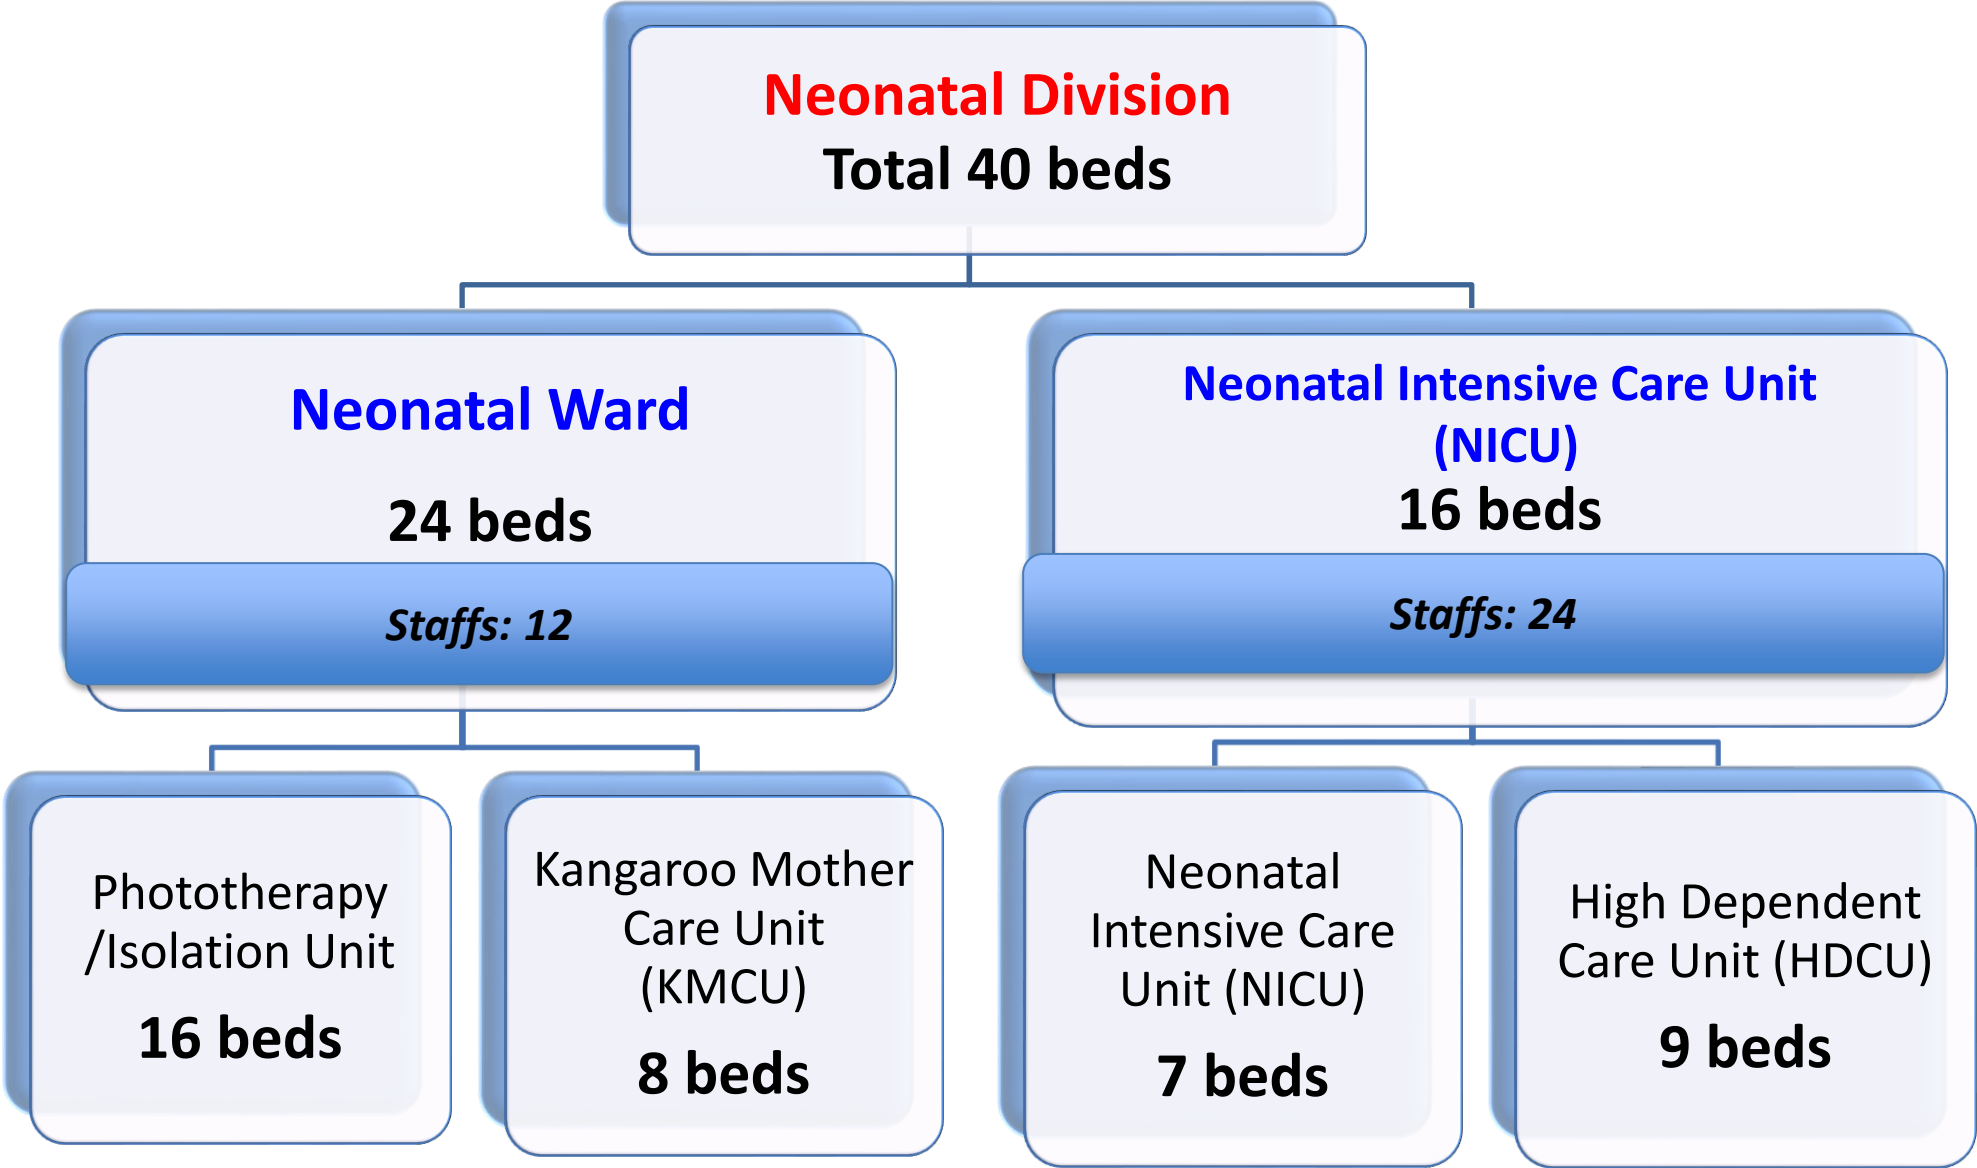 Neonatal Division
Total 40 beds
Neonatal Ward
24 beds
Staffs: 12
Neonatal Intensive Care Unit
(NICU)
16 beds
Staffs: 24
Phototherapy
/Isolation Unit
16 beds
Kangaroo Mother
Care Unit
(KMCU)
8 beds
Neonatal
Intensive Care
Unit (NICU)
7 beds
High Dependent
Care Unit (HDCU)
9 beds